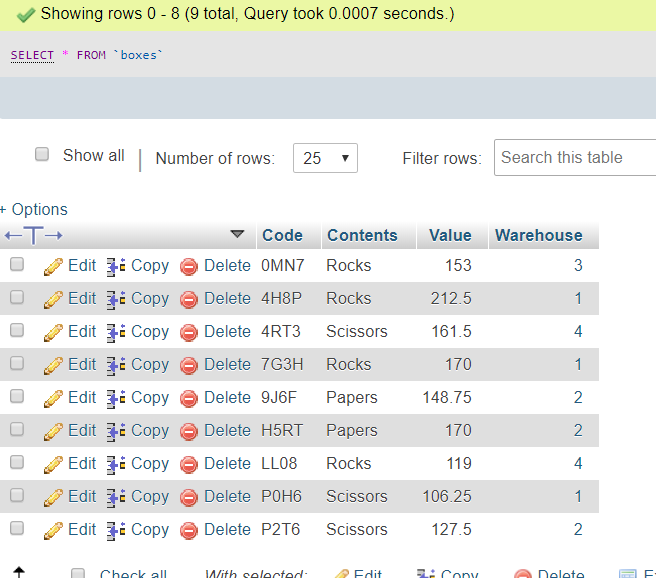 Showing rows 0 - 8 (9 total, Query took 0.0007 seconds.)
SELECT * FROM `boxes`
Show all | Number of rows: 25 Filter rows: Search this table
+ Options
←T→ Code Contents Value Warehouse
Edit Copy Delete 0MN7 Rocks 153 3
Edit Copy Delete 4H8P Rocks 212.5 1
Edit Copy Delete 4RT3 Scissors 161.5 4
Edit Copy Delete 7G3H Rocks 170 1
Edit Copy Delete 9J6F Papers 148.75 2
Edit Copy Delete H5RT Papers 170 2
Edit Copy Delete LL08 Rocks 119 4
Edit Copy Delete P0H6 Scissors 106.25 1
Edit Copy Delete P2T6 Scissors 127.5 2
Check all With selected: Edit Copy Delete